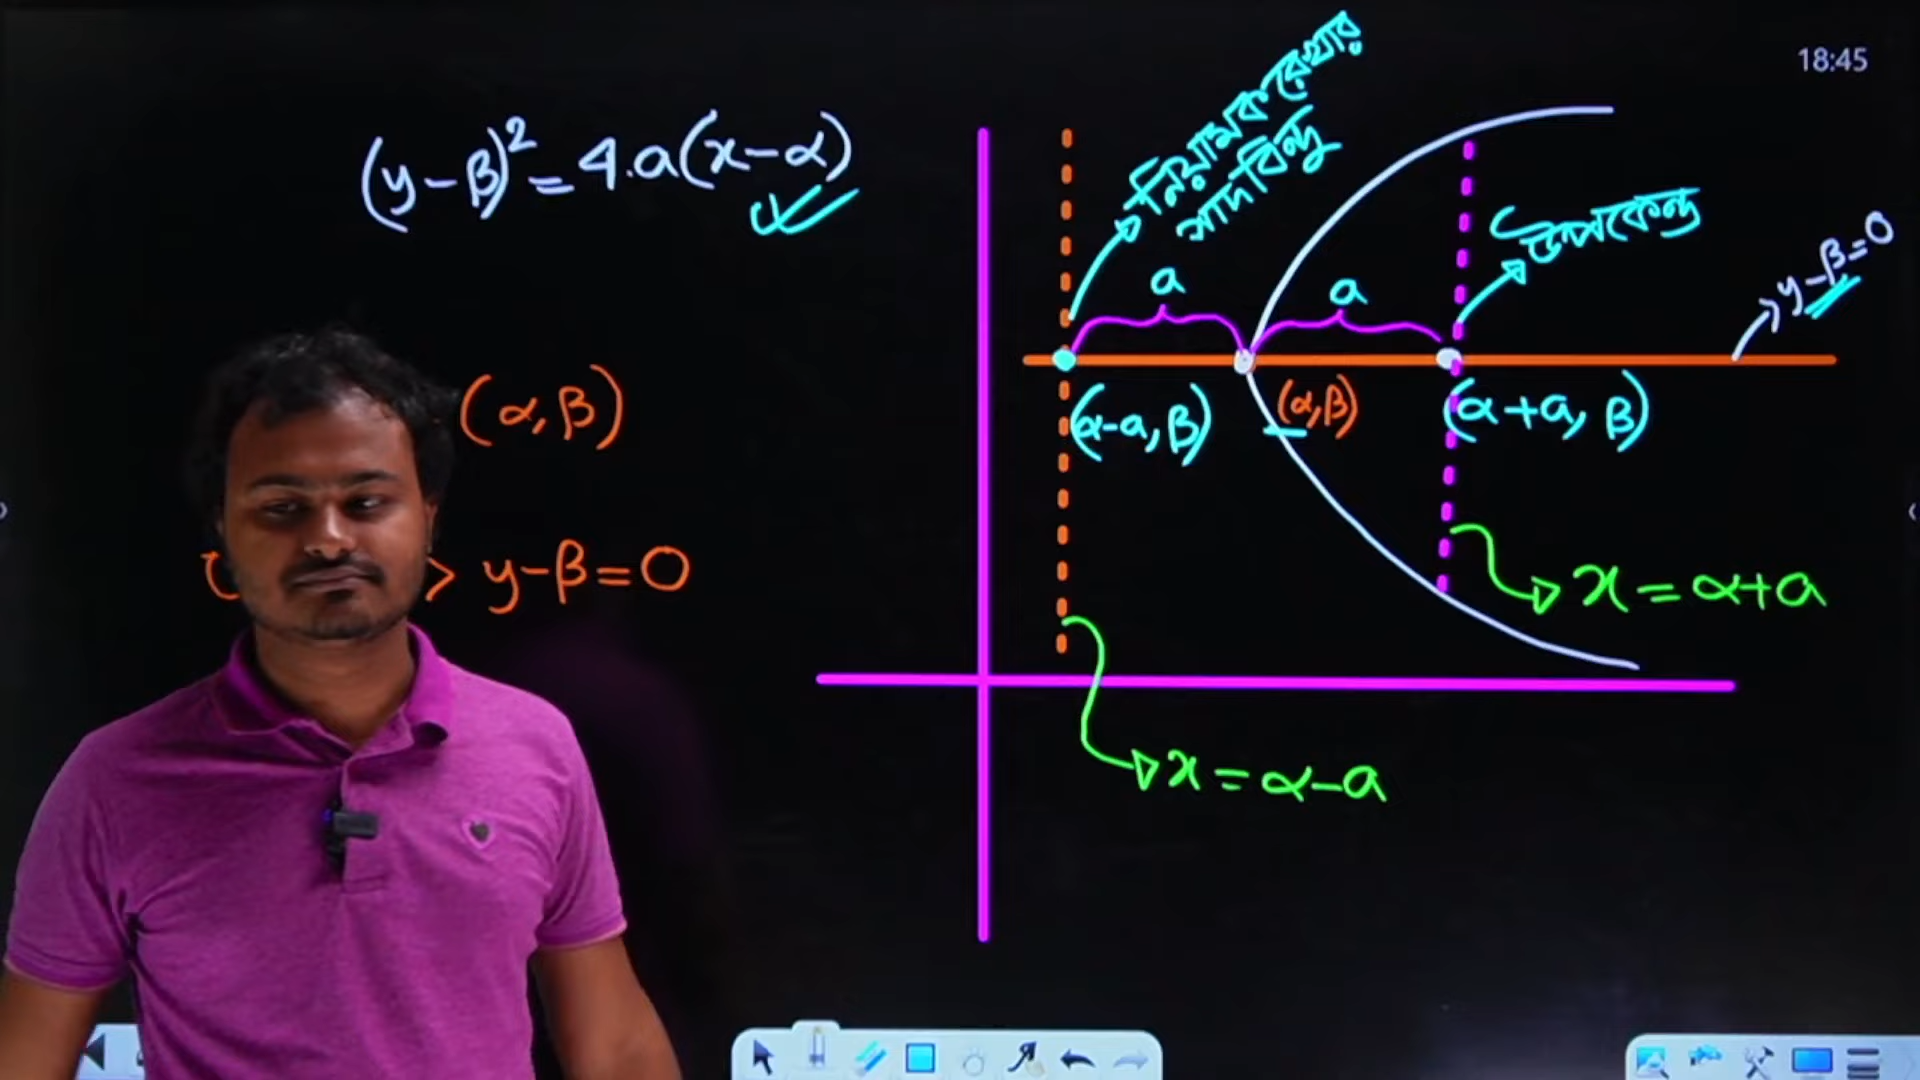 18:45
(y-β)² = 4.a(x-α)
নিয়ামকরেখার
পাদবিন্দু
উপকেন্দ্র
y-β=0
a
a
(α-a, β)
(α,β)
(α+a, β)
(α,β)
y-β=0
x = α+a
x = α-a